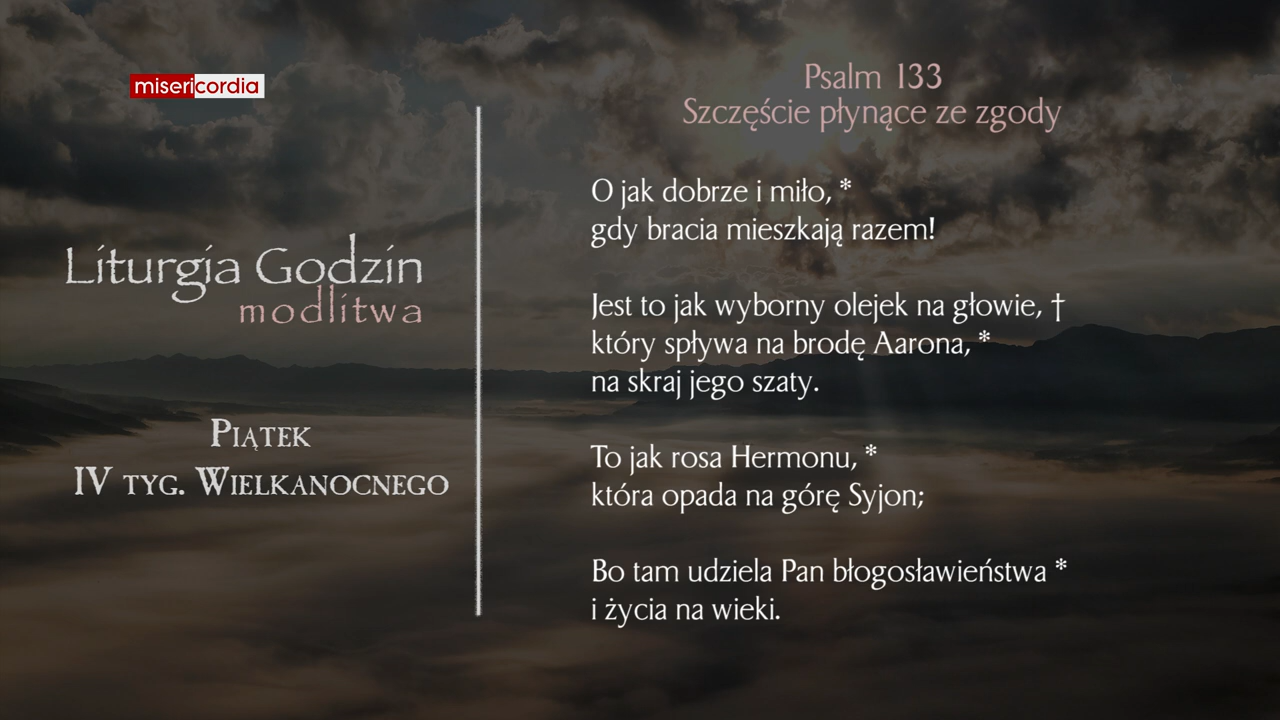 misericordia
Liturgia Godzin
modlitwa
Piątek
IV tyg. Wielkanocnego
Psalm 133
Szczęście płynące ze zgody
O jak dobrze i miło, *
gdy bracia mieszkają razem!
Jest to jak wyborny olejek na głowie, †
który spływa na brodę Aarona, *
na skraj jego szaty.
To jak rosa Hermonu, *
która opada na górę Syjon;
Bo tam udziela Pan błogosławieństwa *
i życia na wieki.